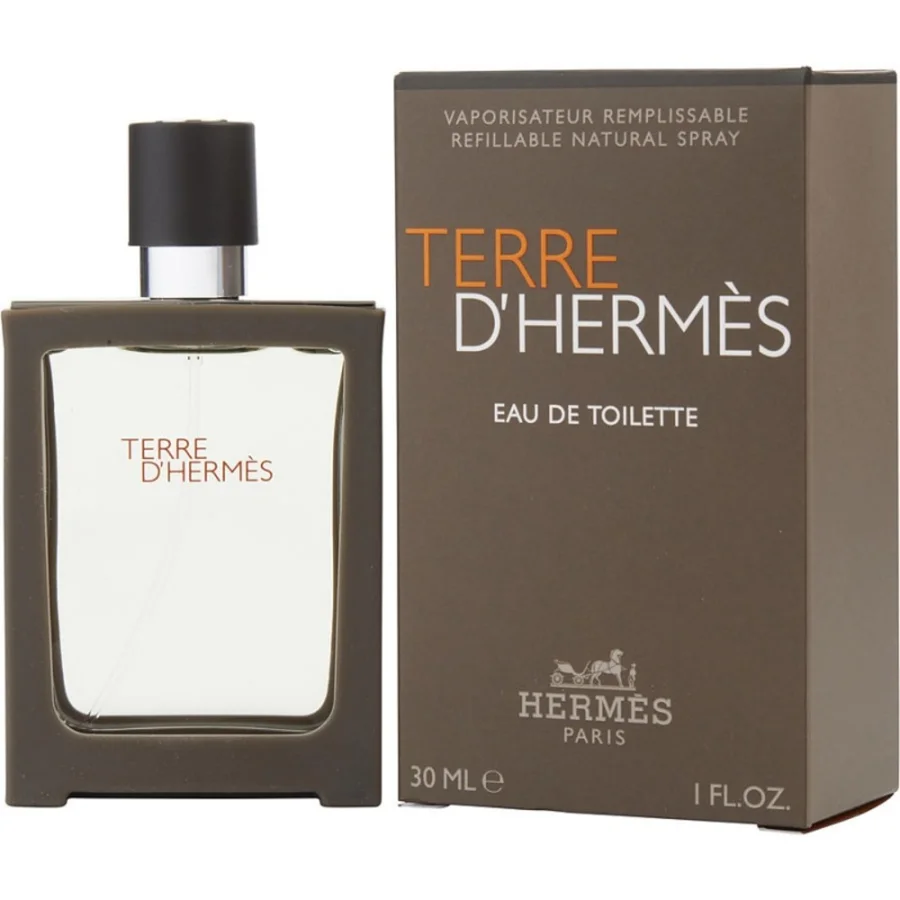 TERRE
D'HERMÈS
VAPORISATEUR REMPLISSABLE
REFILLABLE NATURAL SPRAY
TERRE
D'HERMÈS
EAU DE TOILETTE
HERMÈS
PARIS
30 ML ℮
1 FL.OZ.